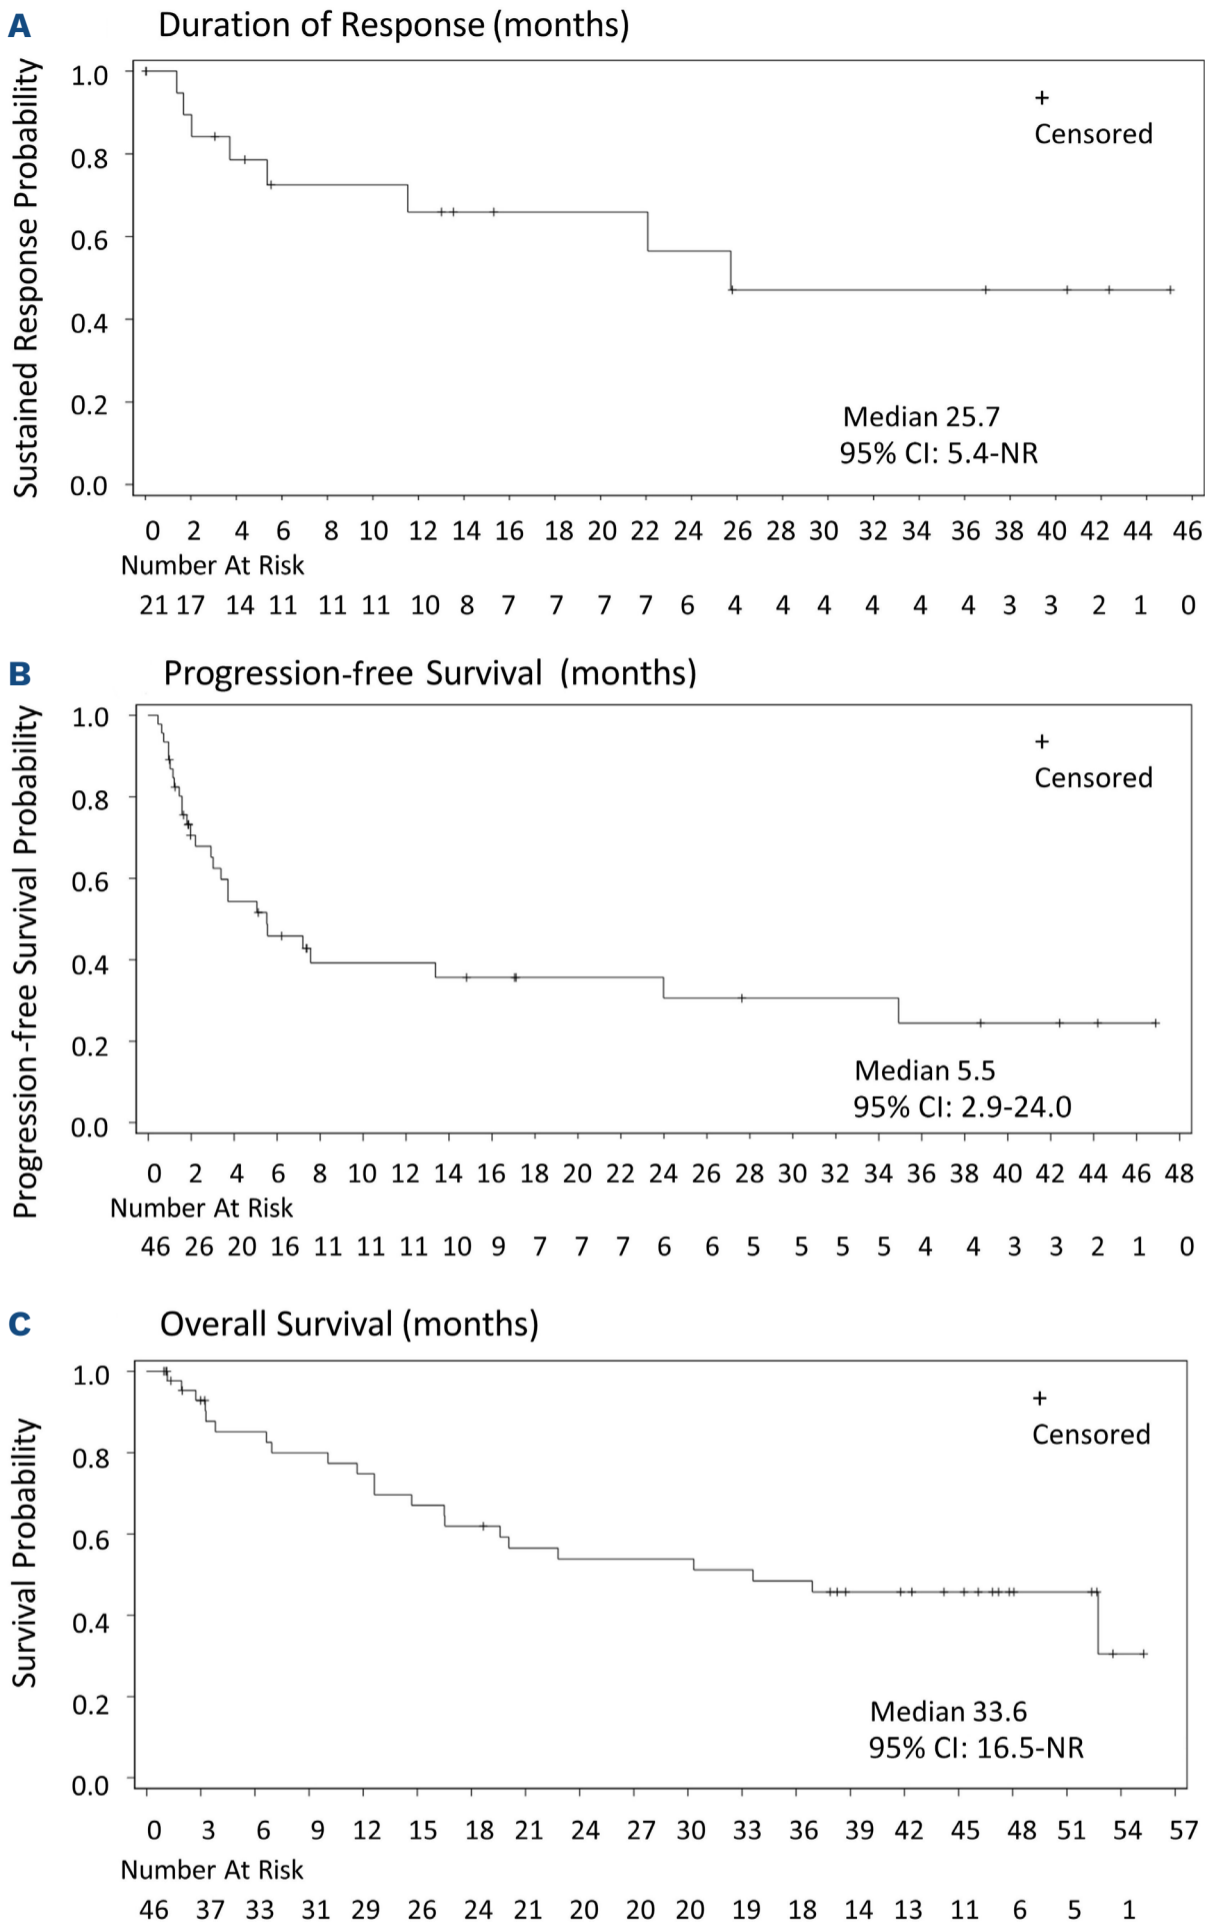 A Duration of Response (months)
Sustained Response Probability
1.0
0.8
0.6
0.4
0.2
0.0
+
Censored
Median 25.7
95% CI: 5.4-NR
0 2 4 6 8 10 12 14 16 18 20 22 24 26 28 30 32 34 36 38 40 42 44 46
Number At Risk
21 17 14 11 11 11 10 8 7 7 7 7 6 4 4 4 4 4 4 3 3 2 1 0
B Progression-free Survival (months)
Progression-free Survival Probability
1.0
0.8
0.6
0.4
0.2
0.0
+
Censored
Median 5.5
95% CI: 2.9-24.0
0 2 4 6 8 10 12 14 16 18 20 22 24 26 28 30 32 34 36 38 40 42 44 46 48
Number At Risk
46 26 20 16 11 11 11 10 9 7 7 7 6 6 5 5 5 5 4 4 3 3 2 1 0
C Overall Survival (months)
Survival Probability
1.0
0.8
0.6
0.4
0.2
0.0
+
Censored
Median 33.6
95% CI: 16.5-NR
0 3 6 9 12 15 18 21 24 27 30 33 36 39 42 45 48 51 54 57
Number At Risk
46 37 33 31 29 26 24 21 20 20 20 19 18 14 13 11 6 5 1